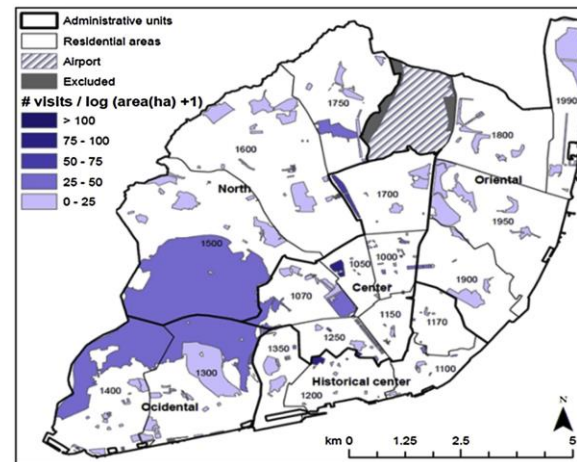 Administrative units
Residential areas
Airport
Excluded
# visits / log (area(ha) +1)
> 100
75 - 100
50 - 75
25 - 50
0 - 25
1990
1750
1800
1600
North
Oriental
1700
1950
1500
1050
1000
1900
1070
Center
1150
1170
1250
1350
1300
1100
1400
Historical center
1200
Ocidental
N
km 0 1.25 2.5 5